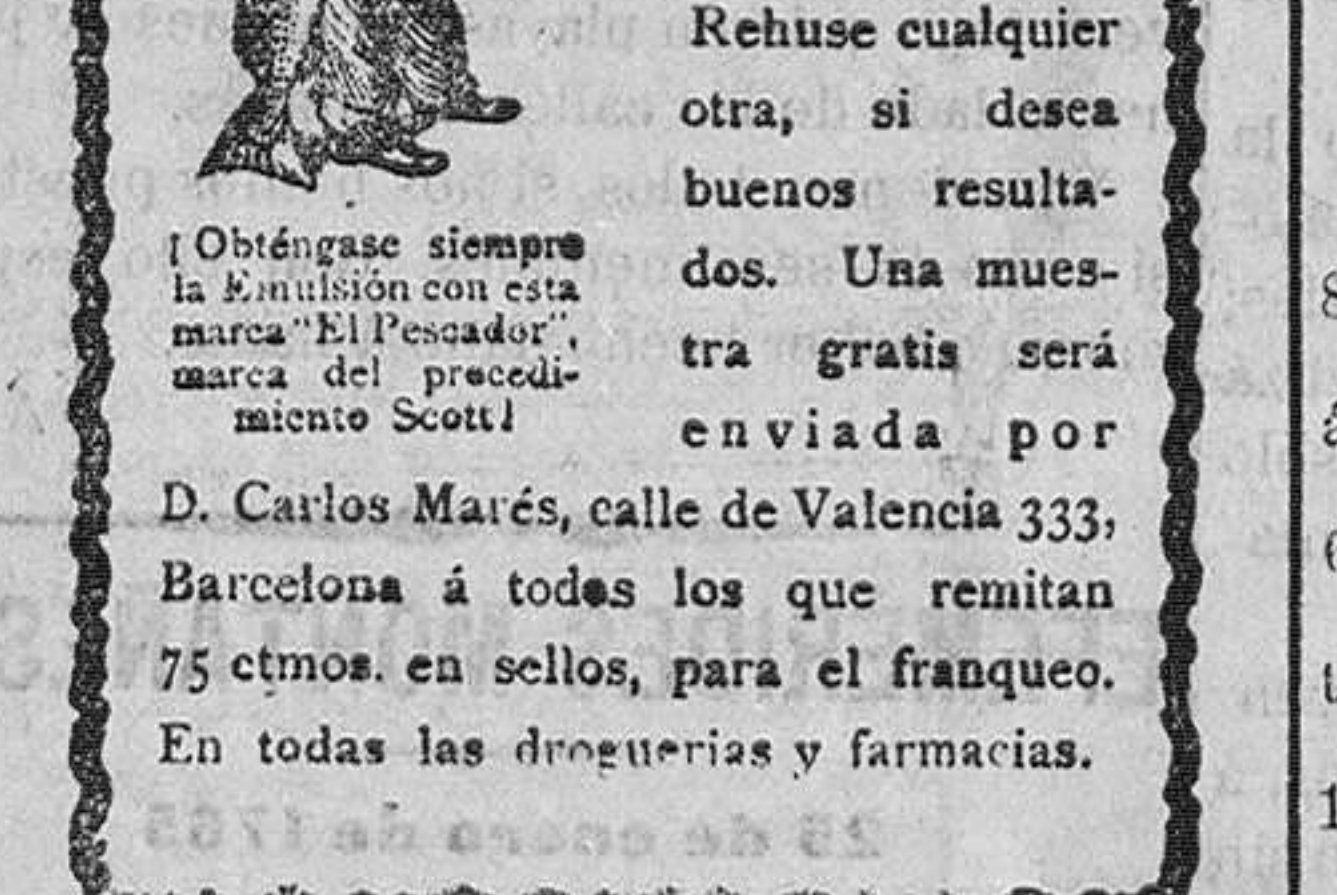 Rehuse cualquier
otra, si desea
buenos resulta-
dos. Una mues-
tra gratis será
enviada por
¡Obténgase siempre
la Emulsión con esta
marca "El Pescador",
marca del procedi-
miento Scott!
D. Carlos Marés, calle de Valencia 333,
Barcelona á todos los que remitan
75 ctmos. en sellos, para el franqueo.
En todas las droguerias y farmacias.